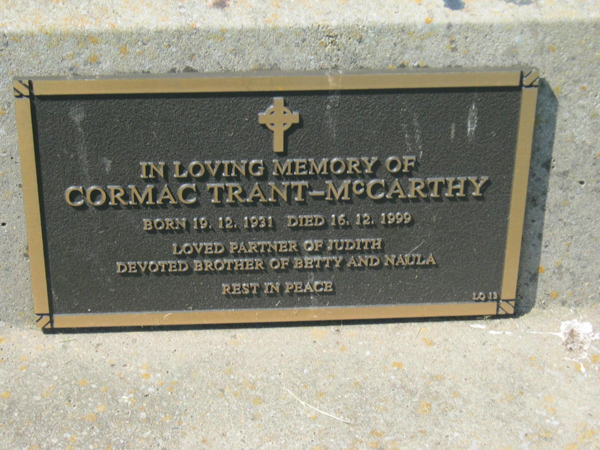 IN LOVING MEMORY OF
CORMAC TRANT-McCARTHY
BORN 19. 12. 1931 DIED 16. 12. 1999
LOVED PARTNER OF JUDITH
DEVOTED BROTHER OF BETTY AND NAULA
REST IN PEACE
LO 13